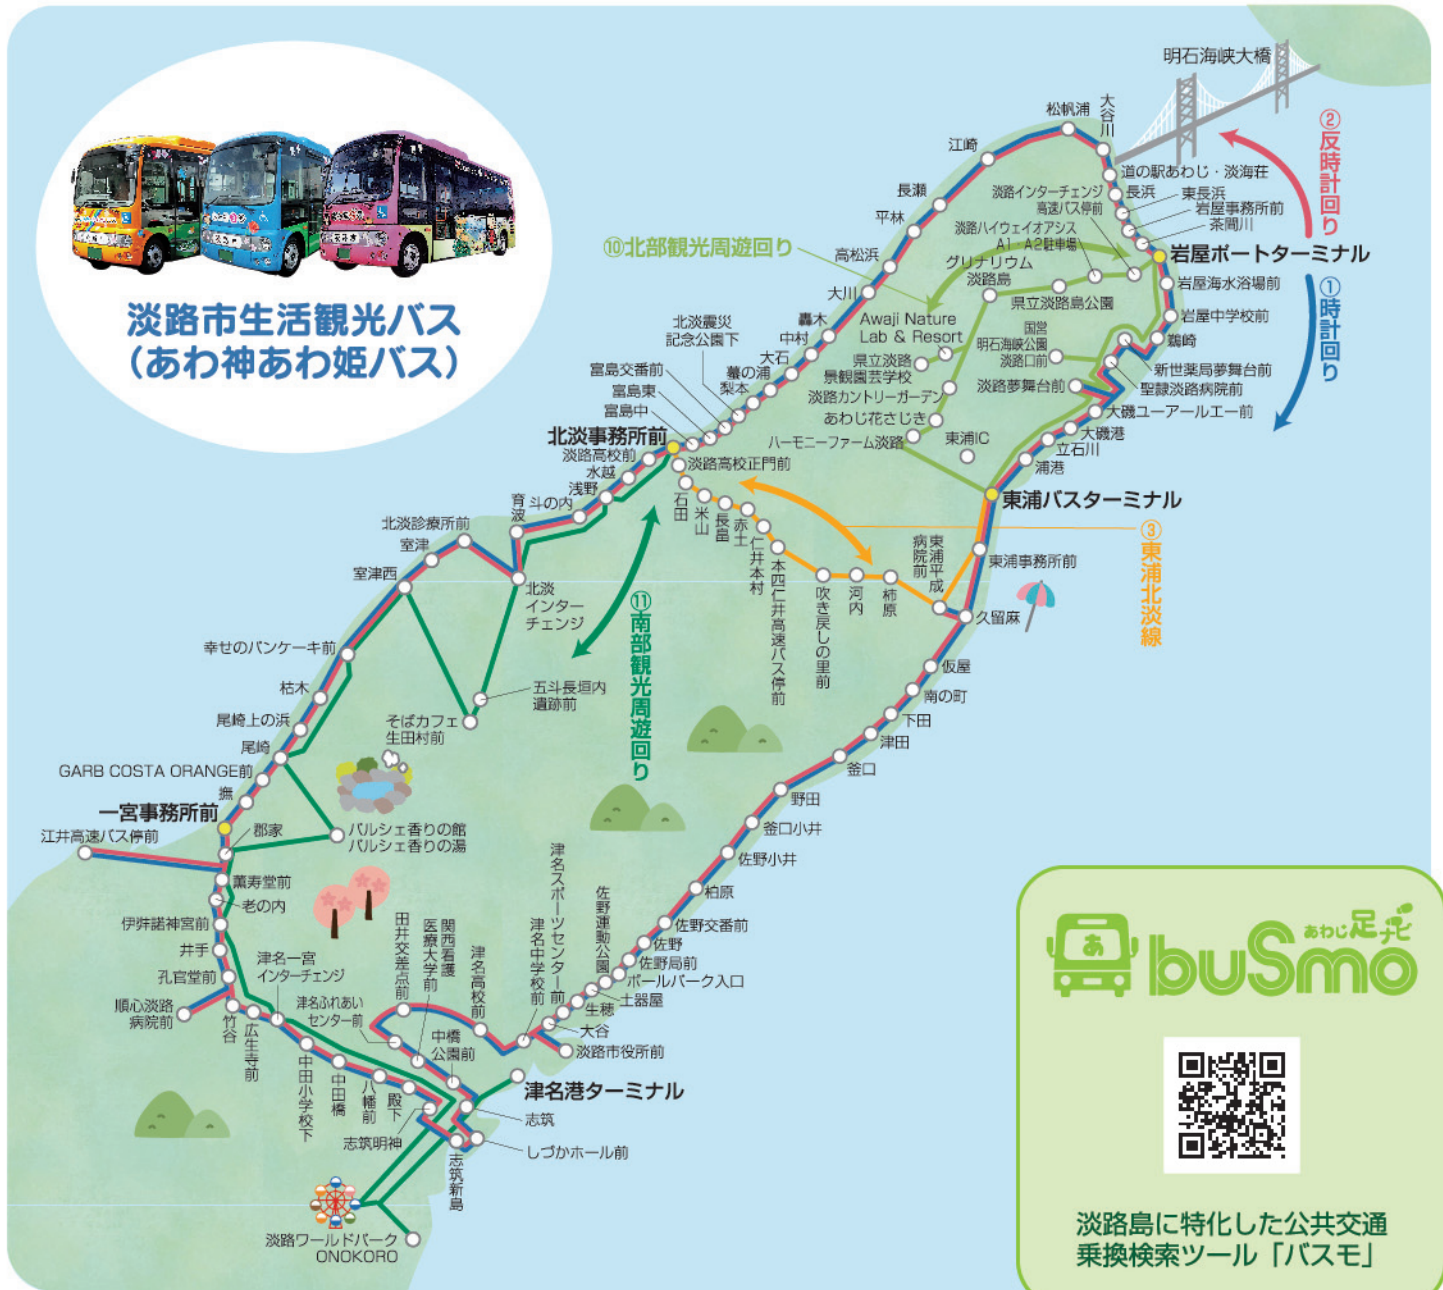 明石海峡大橋
②反時計回り
①時計回り
淡路市生活観光バス
（あわ神あわ姫バス）
松帆浦
大谷川
江崎
道の駅あわじ・淡海荘
長浜
東長浜
岩屋事務所前
茶間川
岩屋ポートターミナル
岩屋海水浴場前
岩屋中学校前
鵜崎
新世薬局夢舞台前
聖隷淡路病院前
大磯ユーアールエー前
大磯港
立石川
浦港
東浦バスターミナル
淡路インターチェンジ
高速バス停前
淡路ハイウェイオアシス
A1・A2駐車場
グリナリウム
淡路島
県立淡路島公園
国営
明石海峡公園
淡路口前
淡路夢舞台前
⑩北部観光周遊回り
Awaji Nature
Lab & Resort
県立淡路
景観園芸学校
淡路カントリーガーデン
あわじ花さじき
ハーモニーファーム淡路
東浦IC
長瀬
平林
高松浜
大川
轟木
中村
大石
蟇の浦
梨本
北淡震災
記念公園下
富島交番前
富島東
富島中
北淡事務所前
淡路高校前
水越
浅野
斗の内
育波
北淡診療所前
室津
室津西
北淡
インター
チェンジ
淡路高校正門前
石田
米山
長畠
赤土
仁井本村
本四仁井高速バス停前
吹き戻しの里前
河内
柿原
東浦平成
病院前
③東浦北淡線
東浦事務所前
久留麻
仮屋
南の町
下田
津田
釜口
野田
釜口小井
佐野小井
柏原
佐野交番前
佐野
佐野局前
ボールパーク入口
土器屋
生穂
大谷
淡路市役所前
佐野運動公園
津名スポーツセンター前
津名中学校前
津名高校前
関西看護
医療大学前
田井交差点前
津名ふれあい
センター前
中橋
公園前
津名港ターミナル
志筑
しづかホール前
志筑新島
志筑明神
殿下
八幡前
中田橋
中田小学校下
津名一宮
インターチェンジ
広生寺前
竹谷
順心淡路
病院前
孔官堂前
井手
伊弉諾神宮前
老の内
薫寿堂前
郡家
江井高速バス停前
一宮事務所前
撫
GARB COSTA ORANGE前
尾崎
尾崎上の浜
枯木
幸せのパンケーキ前
五斗長垣内
遺跡前
そばカフェ
生田村前
⑪南部観光周遊回り
パルシェ香りの館
パルシェ香りの湯
淡路ワールドパーク
ONOKORO
あ
あわじ足ナビ
buSmo
淡路島に特化した公共交通
乗換検索ツール「バスモ」